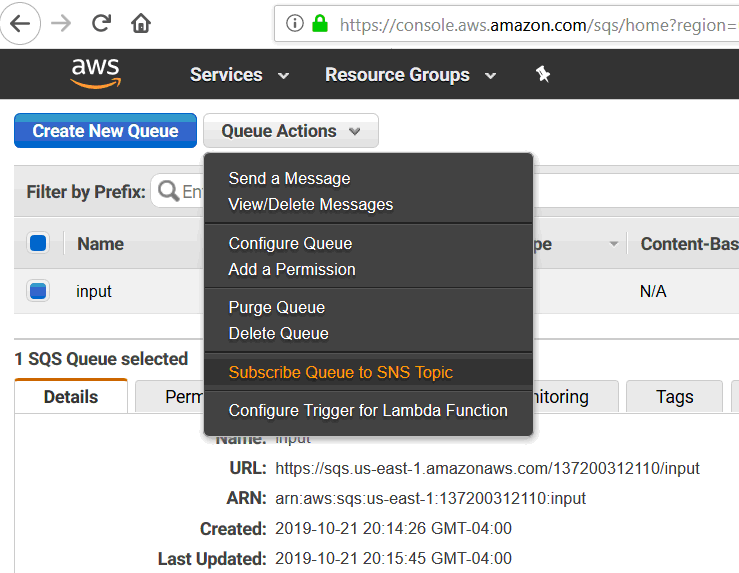 https://console.aws.amazon.com/sqs/home?region=
aws Services Resource Groups
Create New Queue Queue Actions
Send a Message
View/Delete Messages
Configure Queue
Add a Permission
Purge Queue
Delete Queue
Subscribe Queue to SNS Topic
Configure Trigger for Lambda Function
Filter by Prefix:
Name Content-Bas
input N/A
1 SQS Queue selected
Details Perm nitoring Tags
Name: input
URL: https://sqs.us-east-1.amazonaws.com/137200312110/input
ARN: arn:aws:sqs:us-east-1:137200312110:input
Created: 2019-10-21 20:14:26 GMT-04:00
Last Updated: 2019-10-21 20:15:45 GMT-04:00